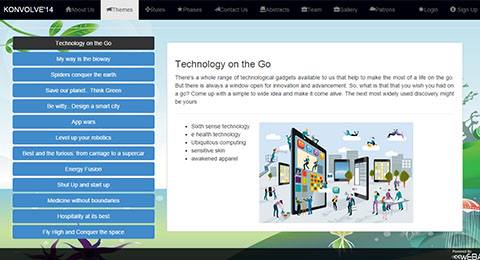 KONVOLVE'14 About Us Themes Rules Phases Contact Us Abstracts Team Gallery Patrons Login Sign Up
Technology on the Go
My way is the bioway
Spiders conquer the earth
Save our planet.. Think Green
Be witty.. Design a smart city
App wars
Level up your robotics
Best and the furious: from carriage to a supercar
Energy Fusion
Shut Up and start up
Medicine without boundaries
Hospitality at its best
Fly High and Conquer the space
Technology on the Go
There's a whole range of technological gadgets available to us that help to make the most of a life on the go.
But there is always a window open for innovation and advancement. So, what is that that you wish you had on
a go? Come up with a simple to wide idea and make it come alive. The next most widely used discovery might
be yours
Sixth sense technology
e health technology
Ubiquitous computing
sensitive skin
awakened apparel
Powered By